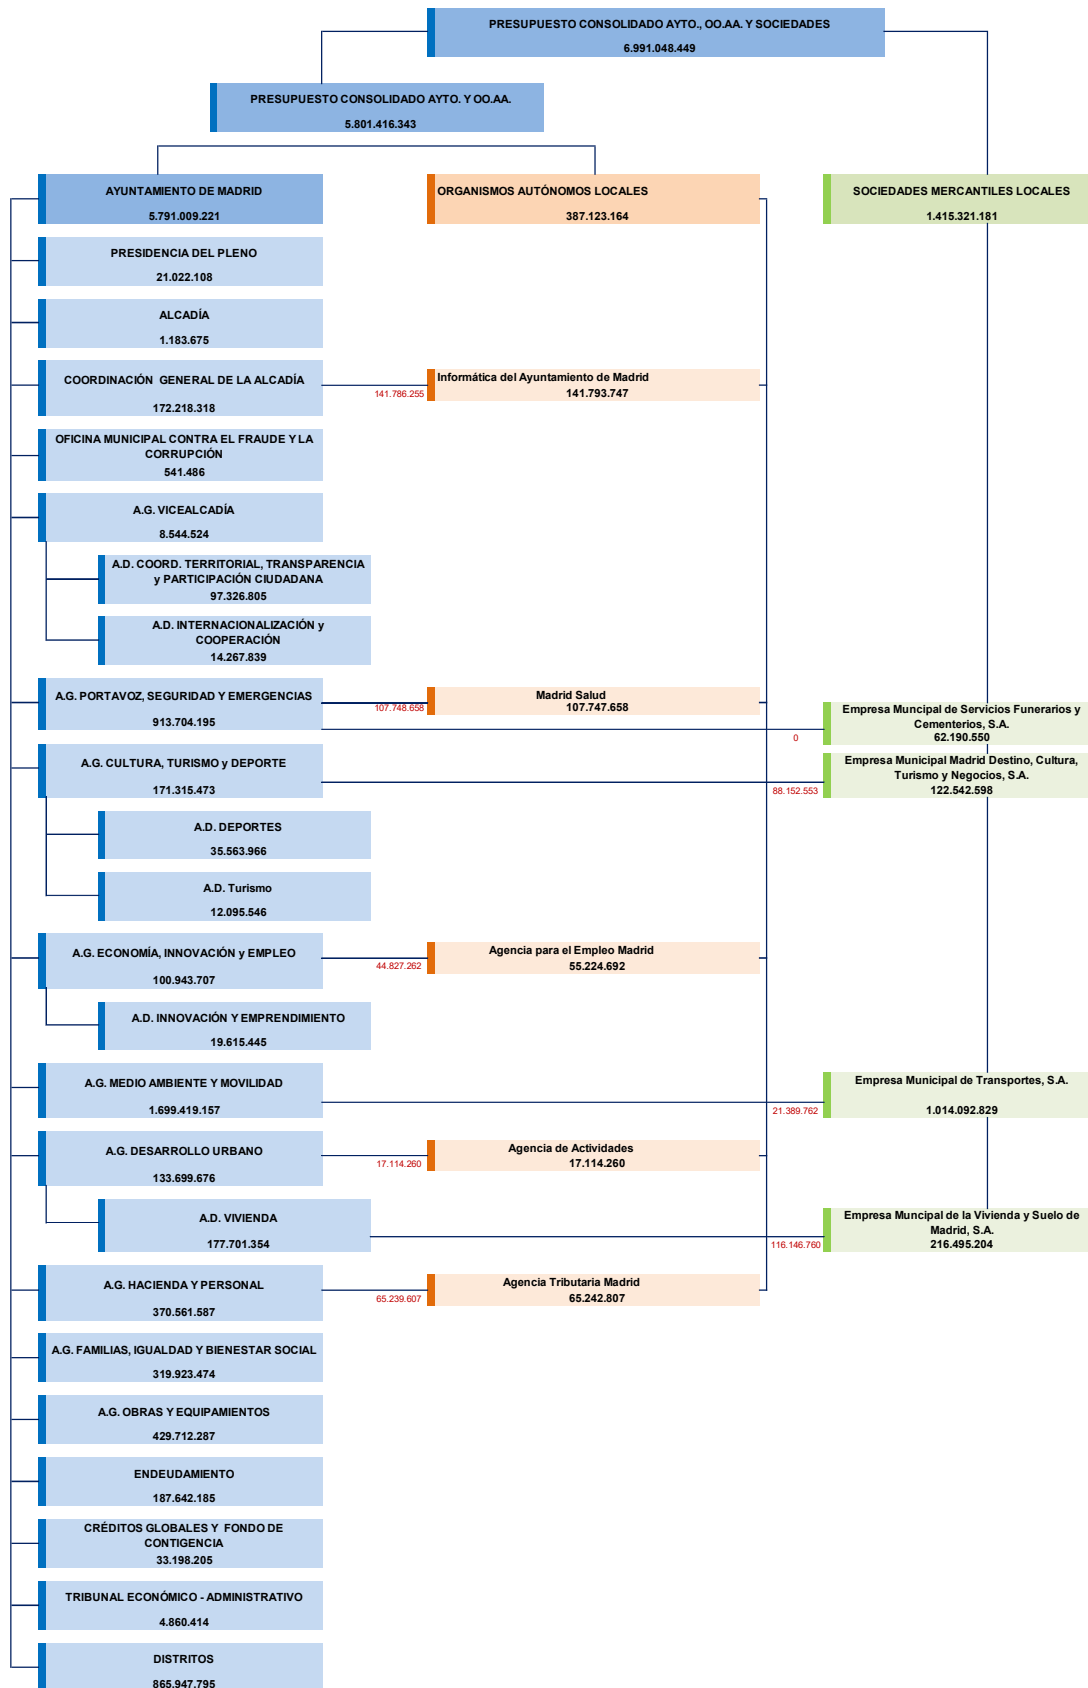 PRESUPUESTO CONSOLIDADO AYTO., OO.AA. Y SOCIEDADES
6.991.048.449
PRESUPUESTO CONSOLIDADO AYTO. Y OO.AA.
5.801.416.343
AYUNTAMIENTO DE MADRID
5.791.009.221
ORGANISMOS AUTÓNOMOS LOCALES
387.123.164
SOCIEDADES MERCANTILES LOCALES
1.415.321.181
PRESIDENCIA DEL PLENO
21.022.108
ALCADÍA
1.183.675
COORDINACIÓN GENERAL DE LA ALCADÍA
172.218.318
141.786.255
Informática del Ayuntamiento de Madrid
141.793.747
OFICINA MUNICIPAL CONTRA EL FRAUDE Y LA
CORRUPCIÓN
541.486
A.G. VICEALCADÍA
8.544.524
A.D. COORD. TERRITORIAL, TRANSPARENCIA
y PARTICIPACIÓN CIUDADANA
97.326.805
A.D. INTERNACIONALIZACIÓN y
COOPERACIÓN
14.267.839
A.G. PORTAVOZ, SEGURIDAD Y EMERGENCIAS
913.704.195
107.748.658
Madrid Salud
107.747.658
0
Empresa Muncipal de Servicios Funerarios y
Cementerios, S.A.
62.190.550
A.G. CULTURA, TURISMO y DEPORTE
171.315.473
88.152.553
Empresa Municipal Madrid Destino, Cultura,
Turismo y Negocios, S.A.
122.542.598
A.D. DEPORTES
35.563.966
A.D. Turismo
12.095.546
A.G. ECONOMÍA, INNOVACIÓN y EMPLEO
100.943.707
44.827.262
Agencia para el Empleo Madrid
55.224.692
A.D. INNOVACIÓN Y EMPRENDIMIENTO
19.615.445
A.G. MEDIO AMBIENTE Y MOVILIDAD
1.699.419.157
21.389.762
Empresa Municipal de Transportes, S.A.
1.014.092.829
A.G. DESARROLLO URBANO
133.699.676
17.114.260
Agencia de Actividades
17.114.260
A.D. VIVIENDA
177.701.354
116.146.760
Empresa Muncipal de la Vivienda y Suelo de
Madrid, S.A.
216.495.204
A.G. HACIENDA Y PERSONAL
370.561.587
65.239.607
Agencia Tributaria Madrid
65.242.807
A.G. FAMILIAS, IGUALDAD Y BIENESTAR SOCIAL
319.923.474
A.G. OBRAS Y EQUIPAMIENTOS
429.712.287
ENDEUDAMIENTO
187.642.185
CRÉDITOS GLOBALES Y FONDO DE
CONTIGENCIA
33.198.205
TRIBUNAL ECONÓMICO - ADMINISTRATIVO
4.860.414
DISTRITOS
865.947.795